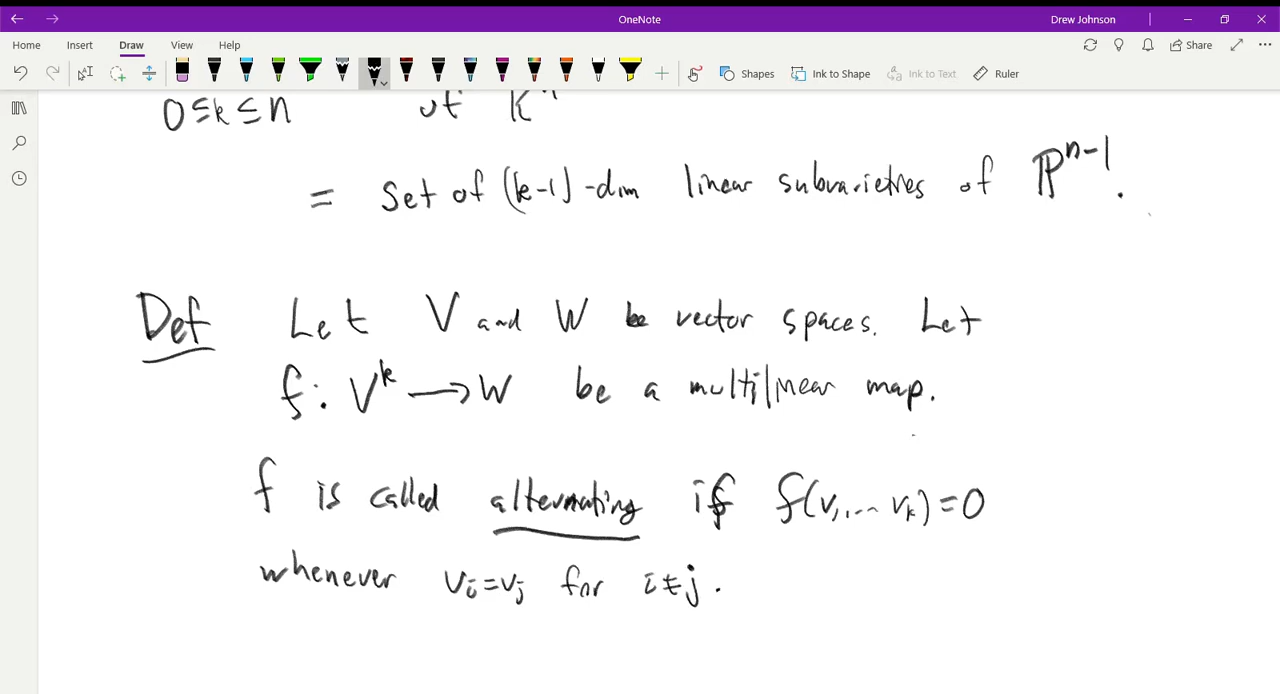 OneNote
Drew Johnson
Home Insert Draw View Help
Share
Shapes Ink to Shape Ink to Text Ruler
0≤k≤n of Kⁿ
= Set of (k-1)-dim linear subvarieties of ℙⁿ⁻¹.
Def Let V and W be vector spaces. Let
f: Vᵏ ⟶ W be a multilinear map.
f is called alternating if f(v₁,... vₖ)=0
whenever vᵢ=vⱼ for i≠j.